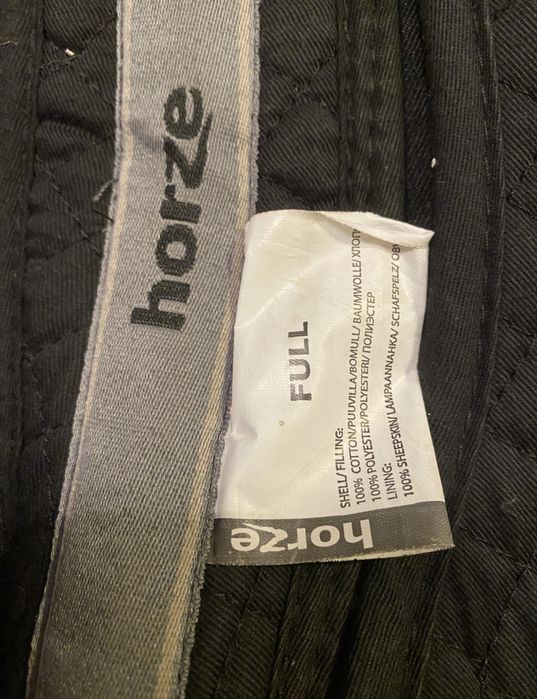 horze
FULL
SHELL/ FILLING:
100% COTTON/PUUVILLA/BOMULL/ BAUMWOLLE/ ХЛОП
100% POLYESTER/POLYESTERI/ ПОЛИЭСТЕР
LINING:
100% SHEEPSKIN/ LAMPAANNAHKA/ SCHAFSPELZ/ ОВ
horze